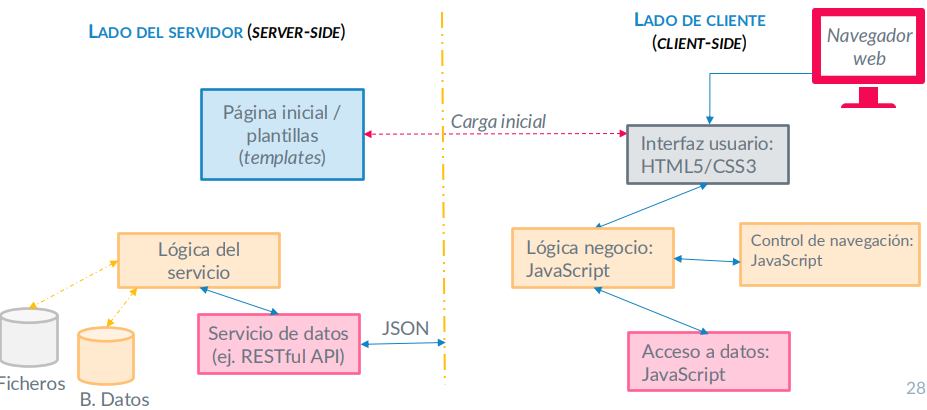 LADO DEL SERVIDOR (SERVER-SIDE)
LADO DE CLIENTE
(CLIENT-SIDE)
Navegador
web
Página inicial /
plantillas
(templates)
Carga inicial
Interfaz usuario:
HTML5/CSS3
Lógica del
servicio
Lógica negocio:
JavaScript
Control de navegación:
JavaScript
Servicio de datos
(ej. RESTful API)
JSON
Acceso a datos:
JavaScript
Ficheros
B. Datos
28